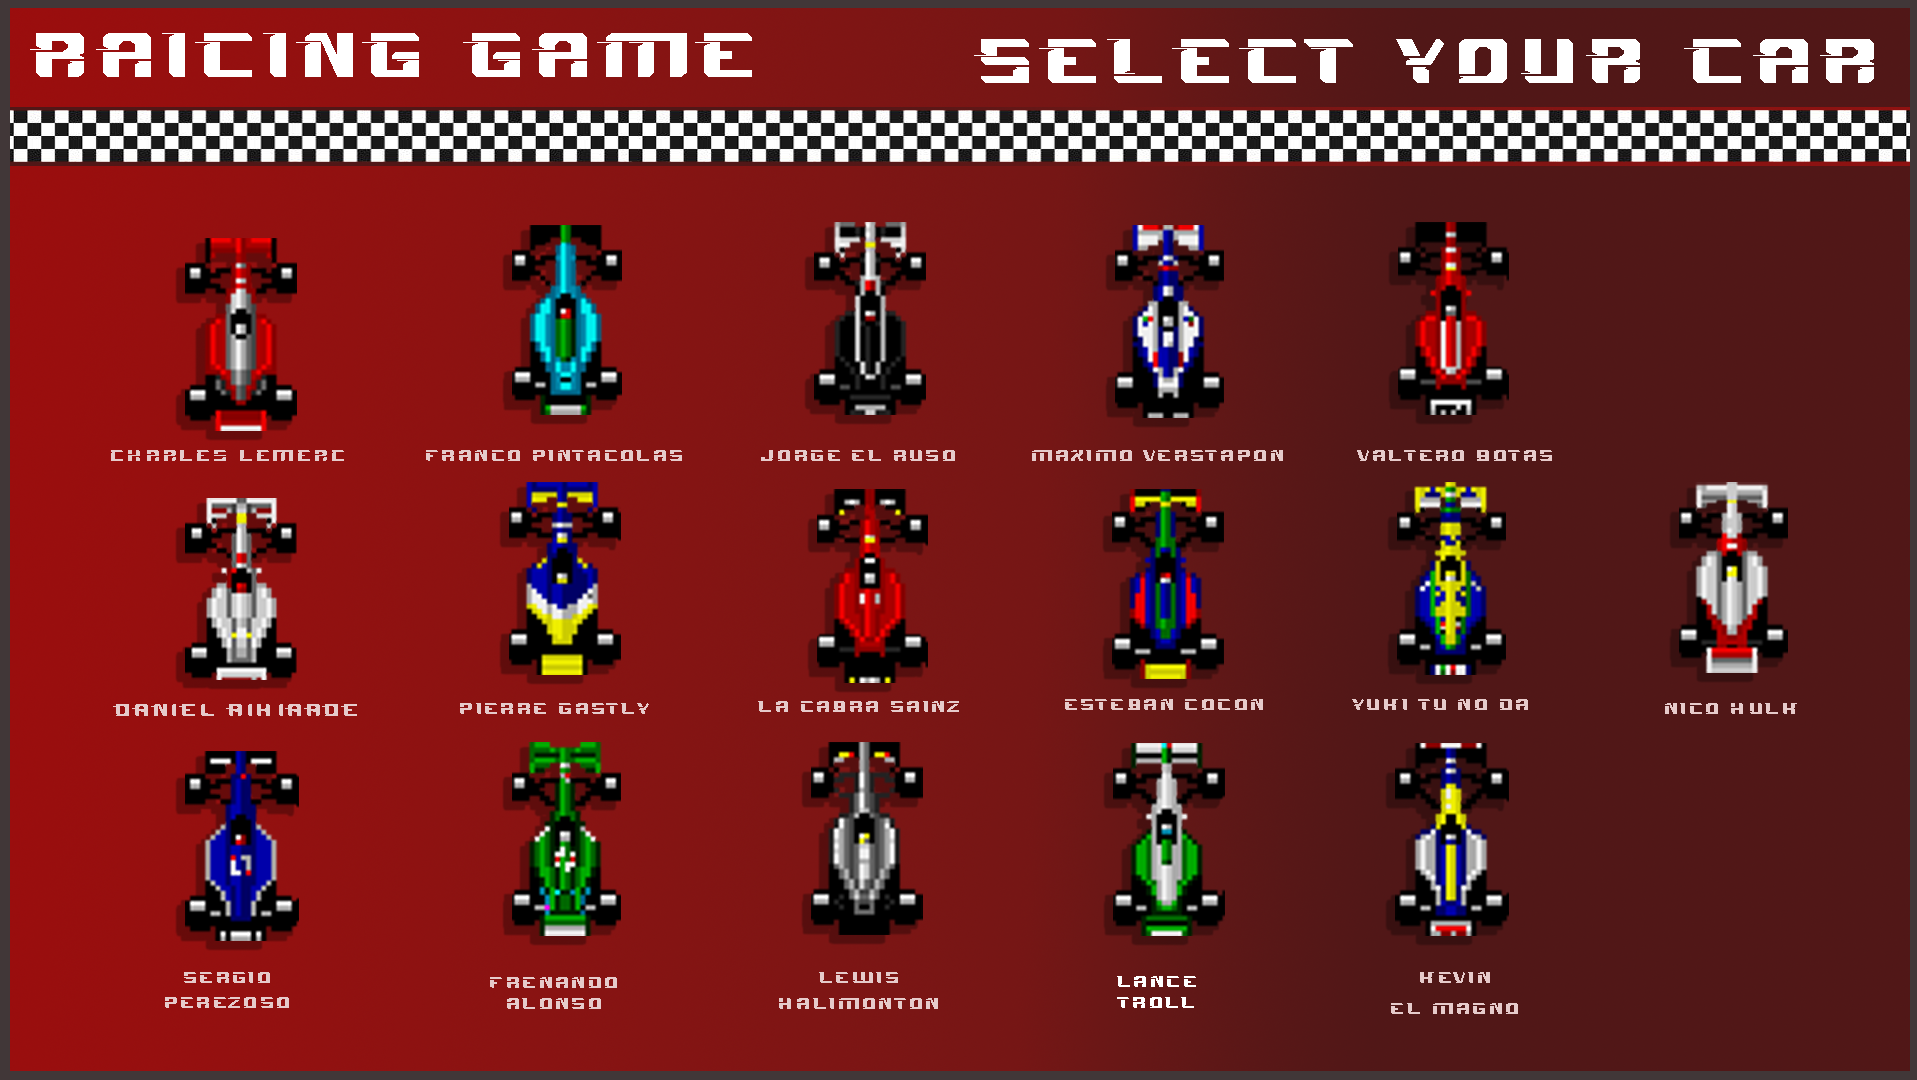 RAICING GAME
SELECT YOUR CAR
CHARLES LEMERC
FRANCO PINTACOLAS
JORGE EL RUSO
MAXIMO VERSTAPON
VALTERO BOTAS
DANIEL
PIERRE GASTLY
LA CABRA SAINZ
ESTEBAN COCON
YUKI TU NO DA
NICO HULK
SERGIO
PEREZOSO
FRENANDO
ALONSO
LEWIS
HALIMONTON
LANCE
TROLL
KEVIN
EL MAGNO